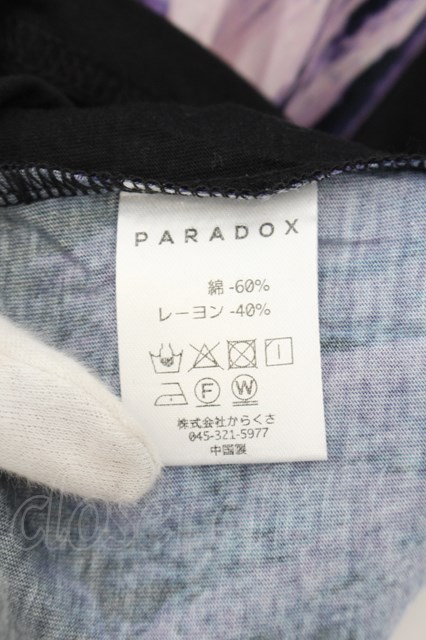 PARADOX
綿 -60%
レーヨン -40%
F
W
株式会社からくさ
045-321-5977
中国製